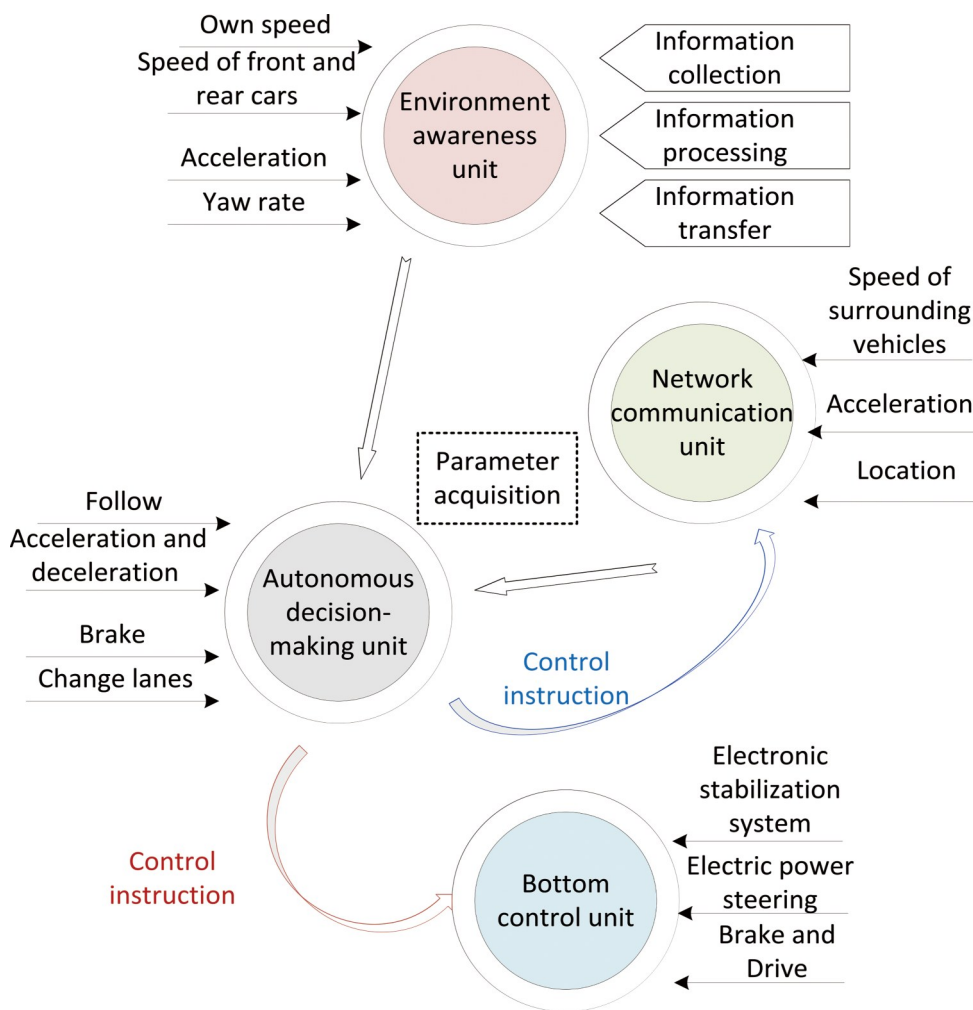 Own speed
Speed of front and
rear cars
Acceleration
Yaw rate
Environment
awareness
unit
Information
collection
Information
processing
Information
transfer
Speed of
surrounding
vehicles
Acceleration
Location
Network
communication
unit
Parameter
acquisition
Follow
Acceleration and
deceleration
Brake
Change lanes
Autonomous
decision-
making unit
Control
instruction
Control
instruction
Electronic
stabilization
system
Electric power
steering
Brake and
Drive
Bottom
control unit